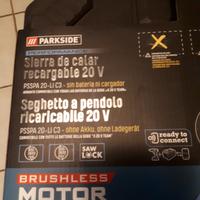 /// PARKSIDE
PERFORMANCE
Sierra de calar
recargable 20 V
PSSPA 20-Li C3 - sin batería ni cargador
Seghetto a pendolo
ricaricabile 20 V
PSSPA 20-Li C3 - ohne Akku, ohne Ladegerät
SAW
LOCK
ready to
connect
BRUSHLESS
MOTOR